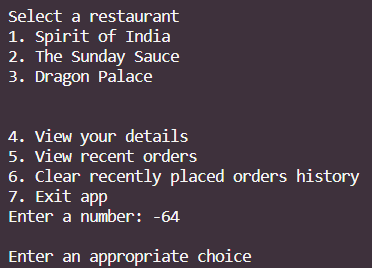 Select a restaurant
1. Spirit of India
2. The Sunday Sauce
3. Dragon Palace
4. View your details
5. View recent orders
6. Clear recently placed orders history
7. Exit app
Enter a number: -64
Enter an appropriate choice